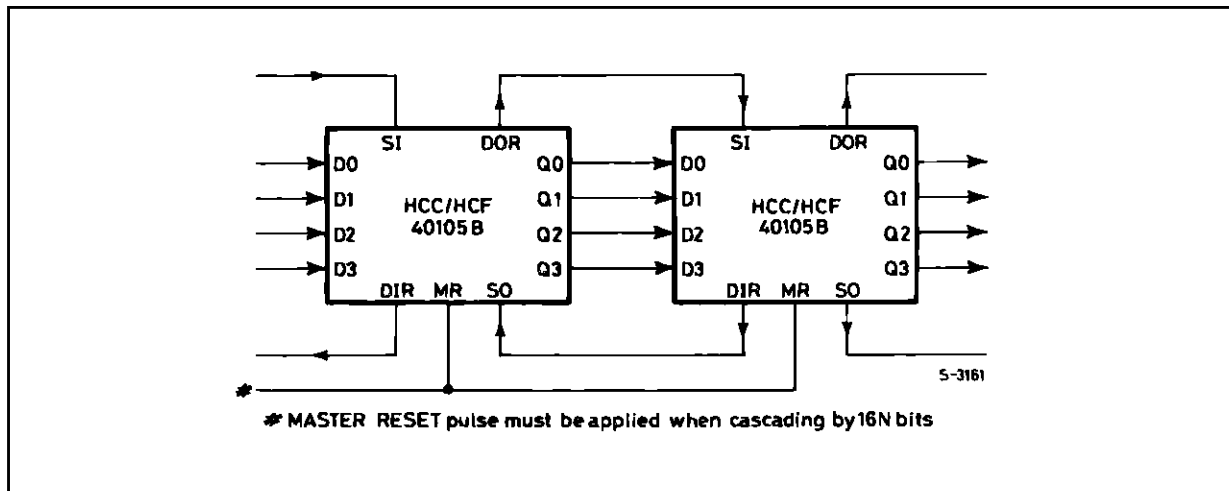 SI DOR SI DOR
D0 Q0 D0 Q0
D1 Q1 D1 Q1
HCC/HCF HCC/HCF
40105B 40105B
D2 Q2 D2 Q2
D3 Q3 D3 Q3
DIR MR SO DIR MR SO
S-3161
#
# MASTER RESET pulse must be applied when cascading by 16N bits